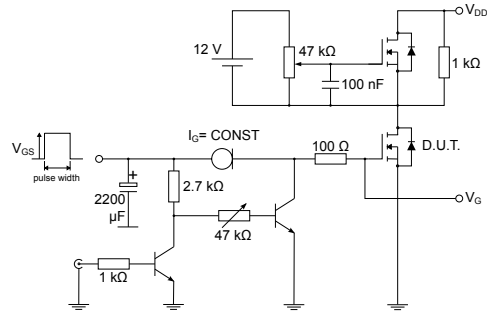 V_DD
12 V
47 kΩ
1 kΩ
100 nF
I_G= CONST
100 Ω
D.U.T.
V_GS
pulse width
+
2200
μF
2.7 kΩ
47 kΩ
V_G
1 kΩ